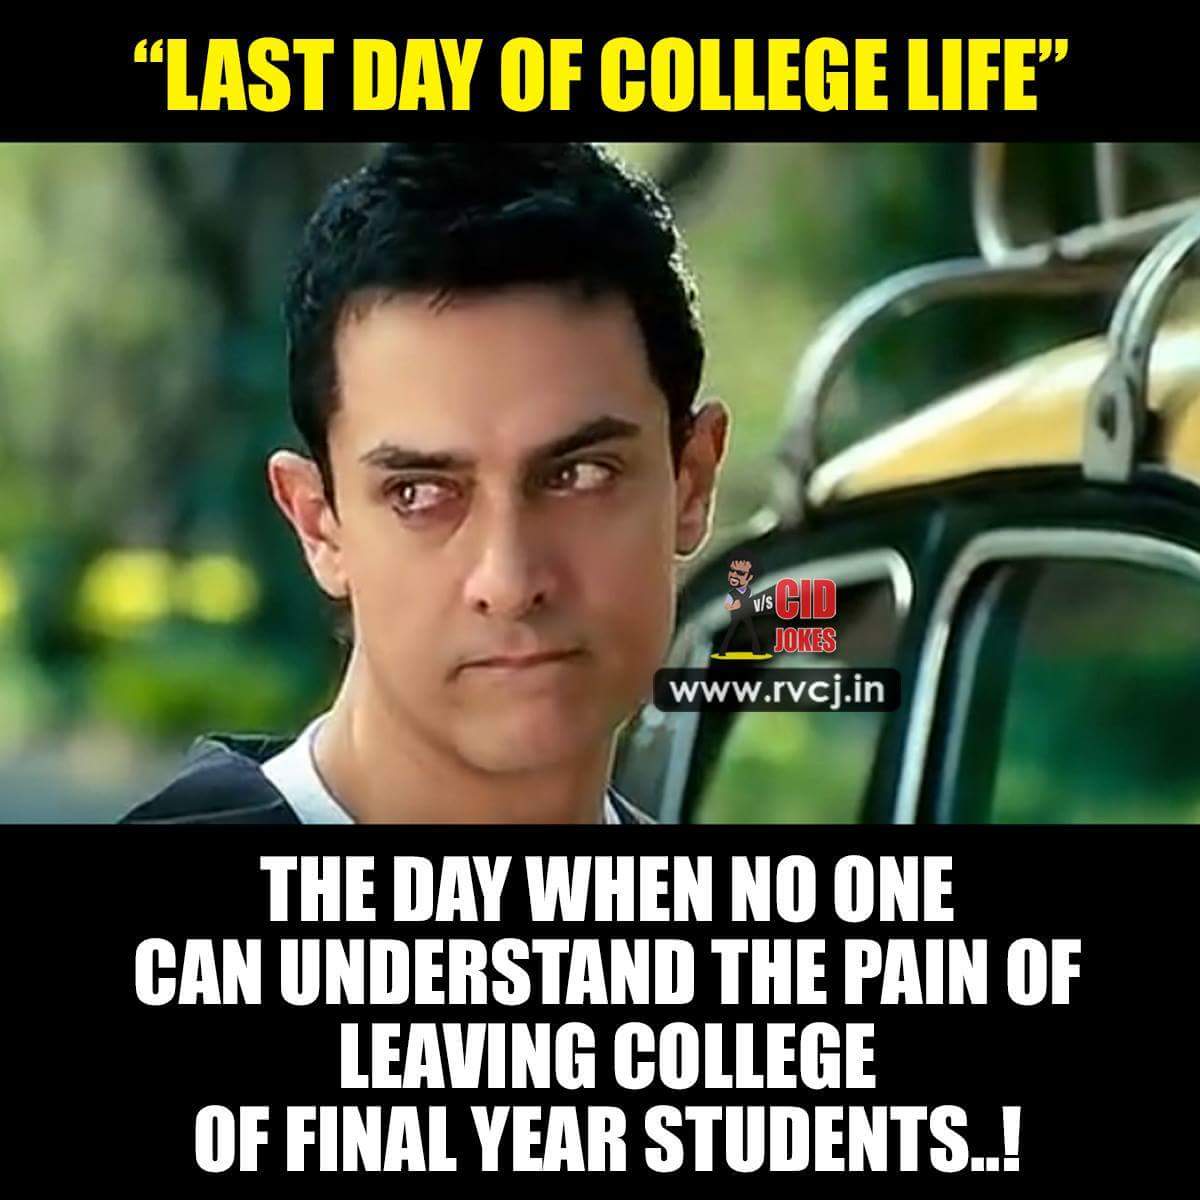 “LAST DAY OF COLLEGE LIFE”
v/s CID
JOKES
www.rvcj.in
THE DAY WHEN NO ONE
CAN UNDERSTAND THE PAIN OF
LEAVING COLLEGE
OF FINAL YEAR STUDENTS..!